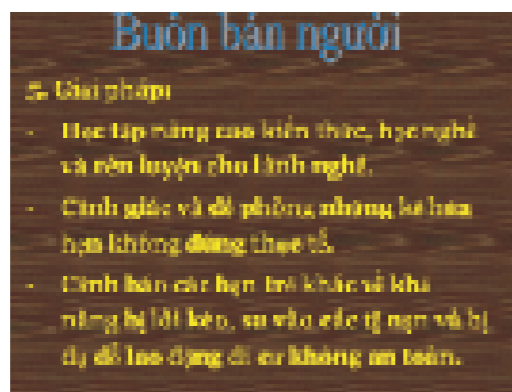 Buôn bán người
5. Giải pháp:
- Học tập nâng cao kiến thức, học nghề
và rèn luyện cho lành nghề.
- Cảnh giác và đề phòng những kẻ hứa
hẹn không đúng thực tế.
- Cảnh báo các bạn trẻ khác về khả
năng bị lôi kéo, sa vào các tệ nạn và bị
dụ dỗ lao động di cư không an toàn.